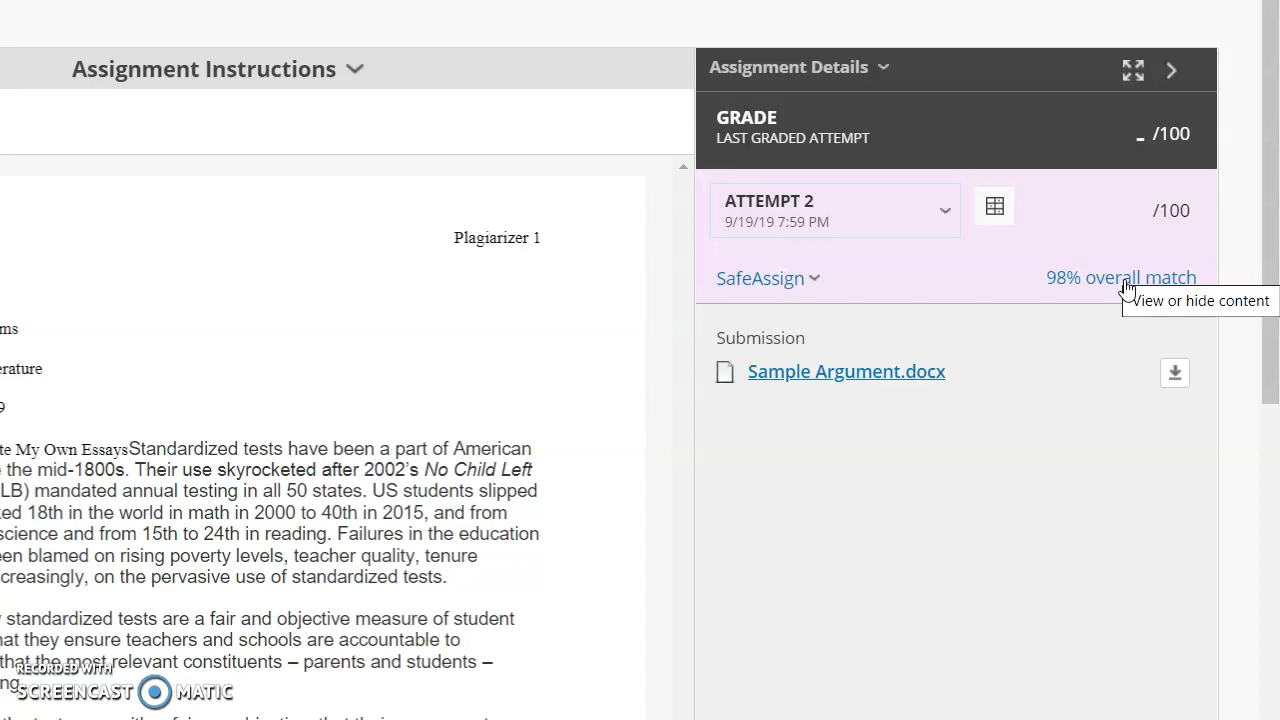 Assignment Instructions
Assignment Details
GRADE
LAST GRADED ATTEMPT
- /100
ATTEMPT 2
9/19/19 7:59 PM
/100
SafeAssign
98% overall match
View or hide content
Submission
Sample Argument.docx
Plagiarizer 1
ms
erature
9
te My Own EssaysStandardized tests have been a part of American
e the mid-1800s. Their use skyrocketed after 2002’s No Child Left
LB) mandated annual testing in all 50 states. US students slipped
ed 18th in the world in math in 2000 to 40th in 2015, and from
science and from 15th to 24th in reading. Failures in the education
een blamed on rising poverty levels, teacher quality, tenure
creasingly, on the pervasive use of standardized tests.
standardized tests are a fair and objective measure of student
hat they ensure teachers and schools are accountable to
that the most relevant constituents – parents and students –
ng
RECORDED WITH
SCREENCAST MATIC